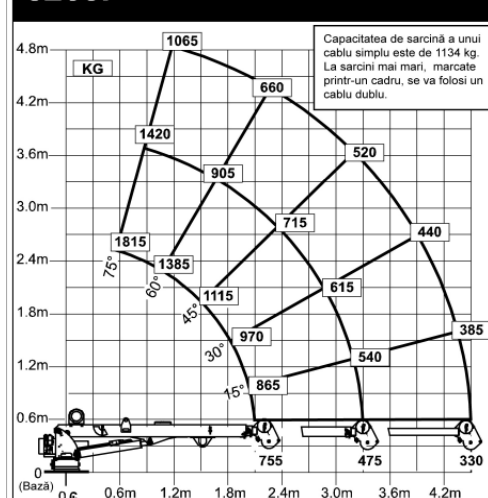 Capacitatea de sarcină a unui
cablu simplu este de 1134 kg.
La sarcini mai mari, marcate
printr-un cadru, se va folosi un
cablu dublu.
4.8m
1065
KG
660
4.2m
3.6m
1420
520
905
3.0m
715
440
1815
2.4m
75°
1385
60°
615
1115
45°
1.8m
970
385
30°
540
1.2m
865
15°
0.6m
755
475
330
0
(Bază)
0.6
0.6m
1.2m
1.8m
2.4m
3.0m
3.6m
4.2m